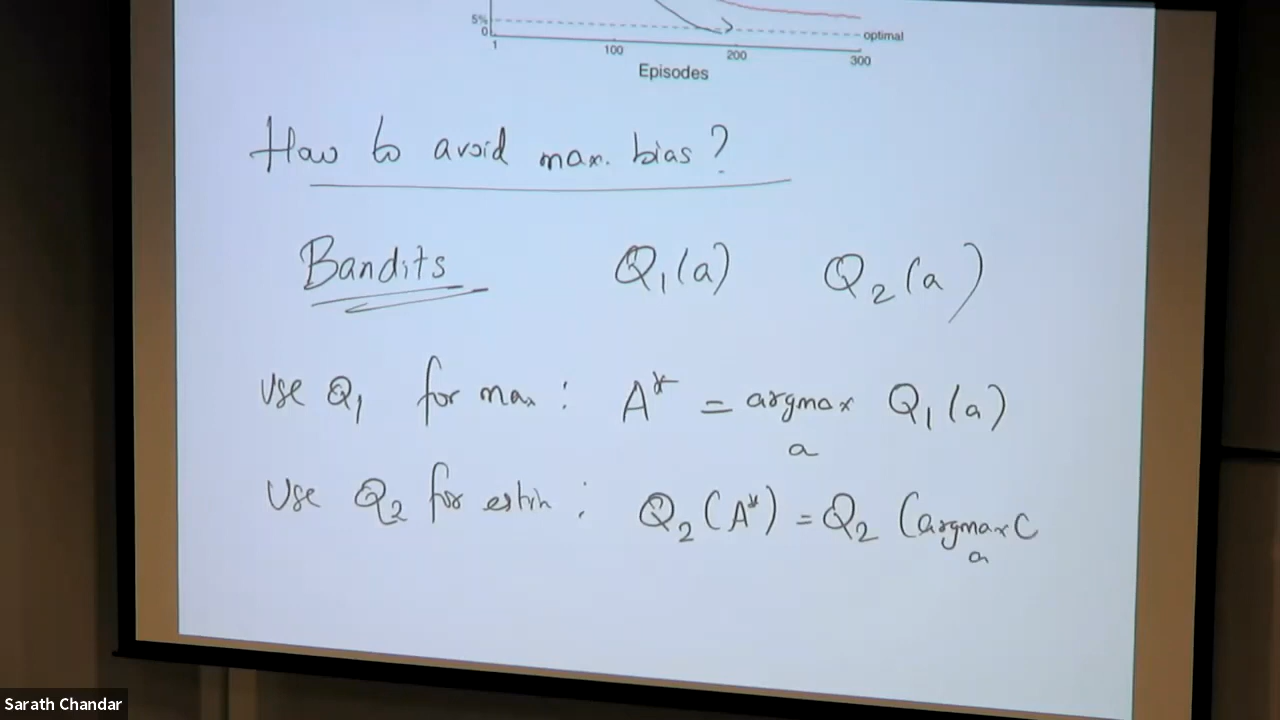 5%
0
optimal
1 100 200 300
Episodes
How to avoid max. bias?
Bandits Q₁(a) Q₂(a)
Use Q₁ for max : A* = argmax Q₁(a)
a
Use Q₂ for estim : Q₂(A*) = Q₂ (argmax C
a
Sarath Chandar